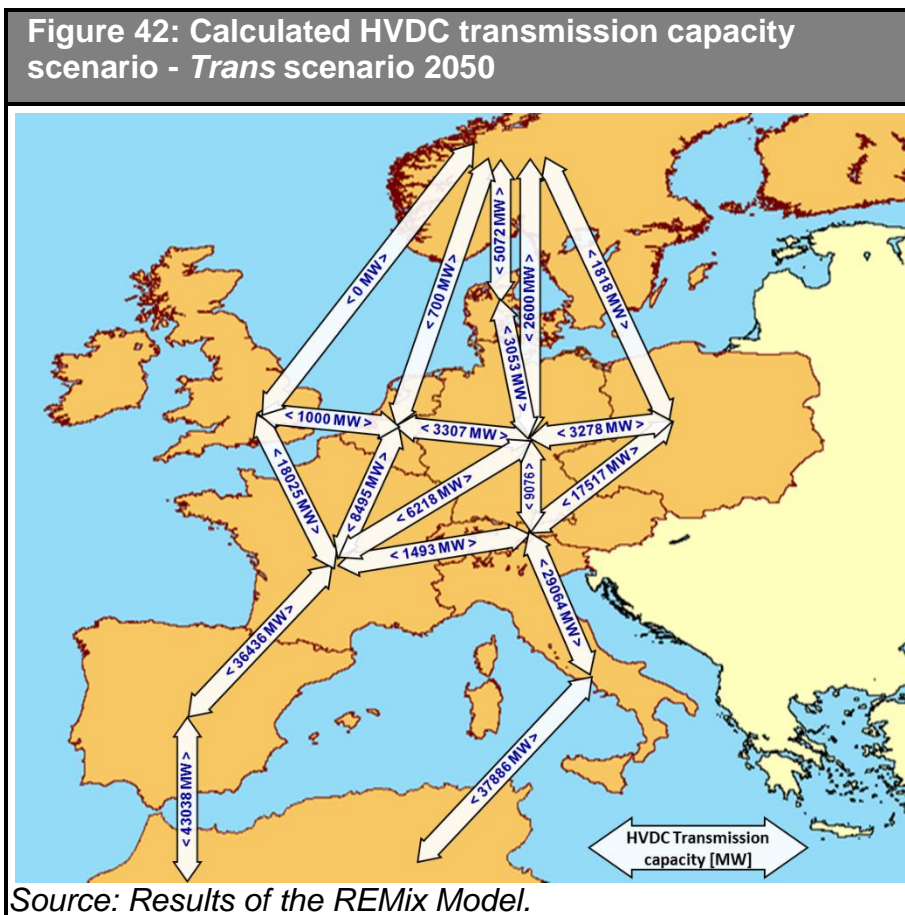 Figure 42: Calculated HVDC transmission capacity
scenario - Trans scenario 2050
< 0 MW >
< 700 MW >
< 5072 MW >
< 2600 MW >
< 1818 MW >
< 3053 MW >
< 1000 MW >
< 3307 MW >
< 3278 MW >
< 18025 MW >
< 8495 MW >
< 6218 MW >
< 9076 >
< 17517 MW >
< 1493 MW >
< 29064 MW >
< 36436 MW >
< 37886 MW >
< 43038 MW >
HVDC Transmission
capacity [MW]
Source: Results of the REMix Model.